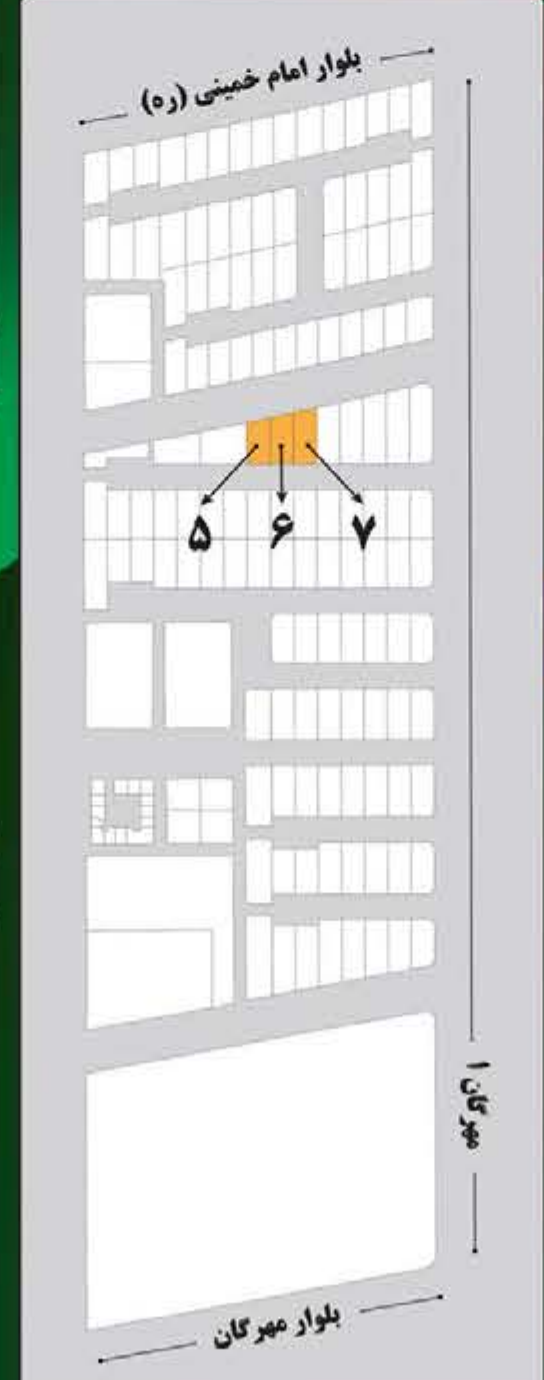 بلوار امام خمینی (ره)
۵ ۶ ۷
مهرگان ۱
بلوار مهرگان